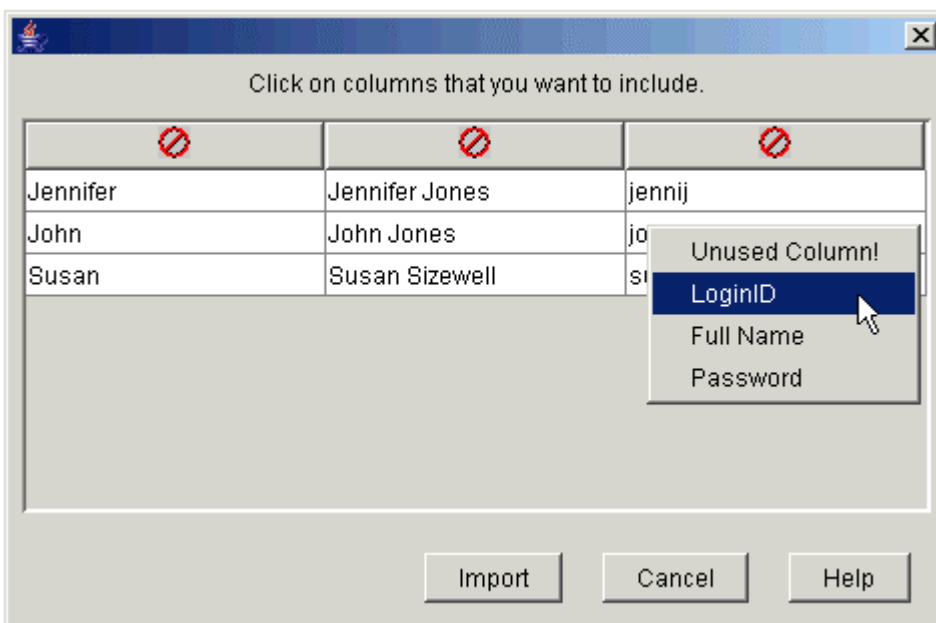 Click on columns that you want to include.
Jennifer Jennifer Jones jennij
John John Jones
Susan Susan Sizewell
Unused Column!
LoginID
Full Name
Password
Import Cancel Help